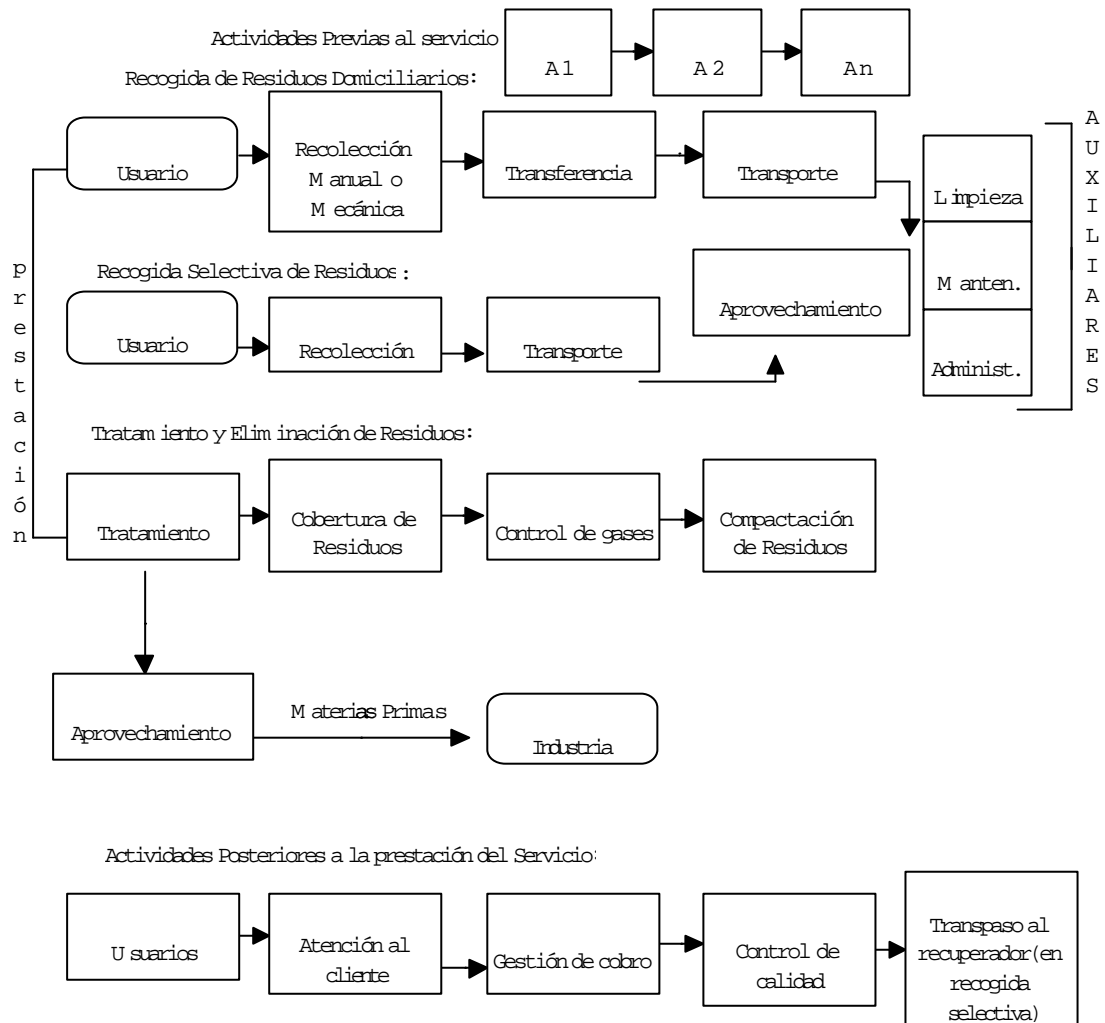 Actividades Previas al servicio
A1
A2
An
Recogida de Residuos Domiciliarios:
Usuario
Recolección
Manual o
Mecánica
Transferencia
Transporte
Limpieza
Manten.
Administ.
AUXILIARES
prestación
Recogida Selectiva de Residuos:
Usuario
Recolección
Transporte
Aprovechamiento
Tratamiento y Eliminación de Residuos:
Tratamiento
Cobertura de
Residuos
Control de gases
Compactación
de Residuos
Aprovechamiento
Materias Primas
Industria
Actividades Posteriores a la prestación del Servicio:
Usuarios
Atención al
cliente
Gestión de cobro
Control de
calidad
Transpaso al
recuperador(en
recogida
selectiva)